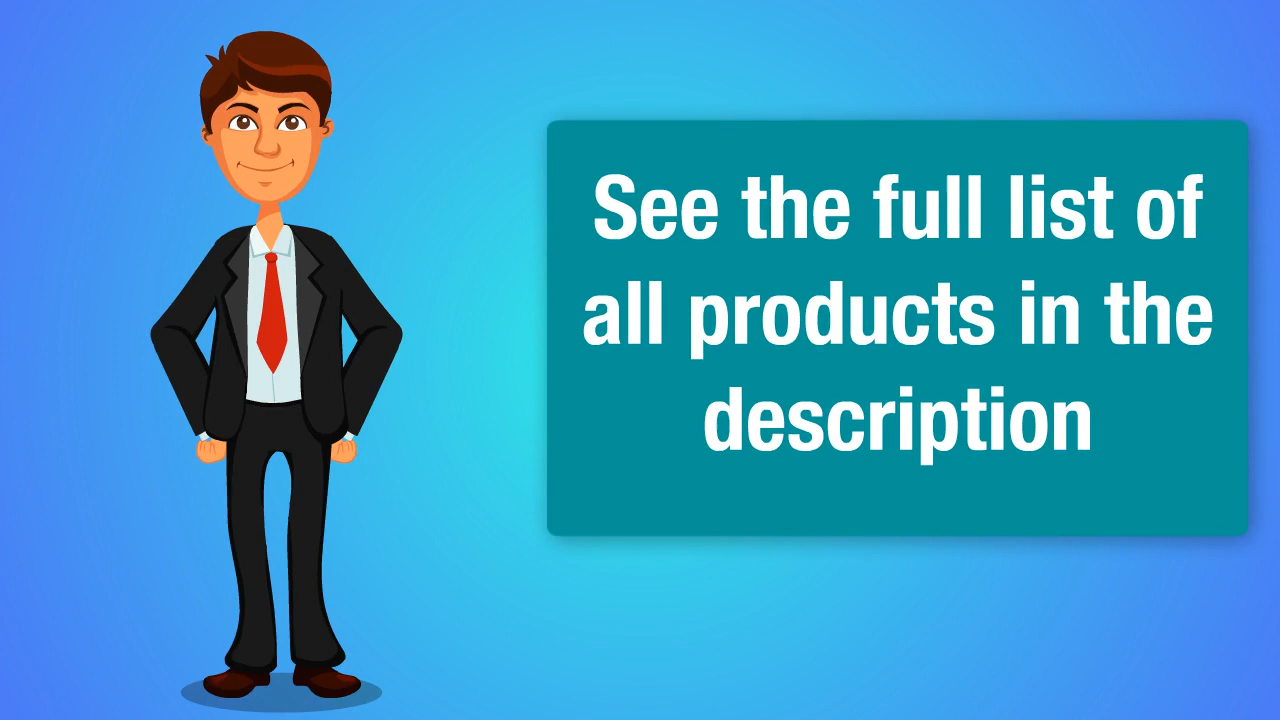 See the full list of
all products in the
description